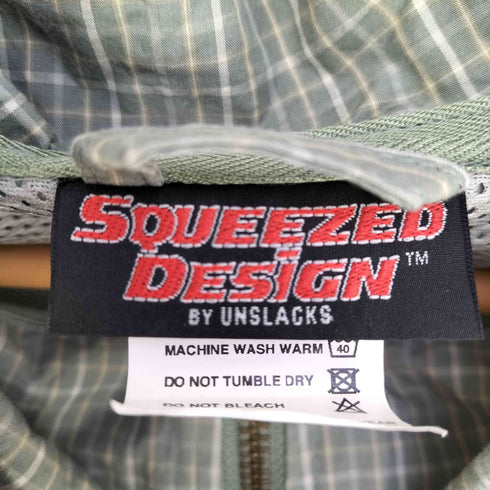 SQUEEZED
DESIGN™
BY UNSLACKS
MACHINE WASH WARM 40
DO NOT TUMBLE DRY
DO NOT BLEACH